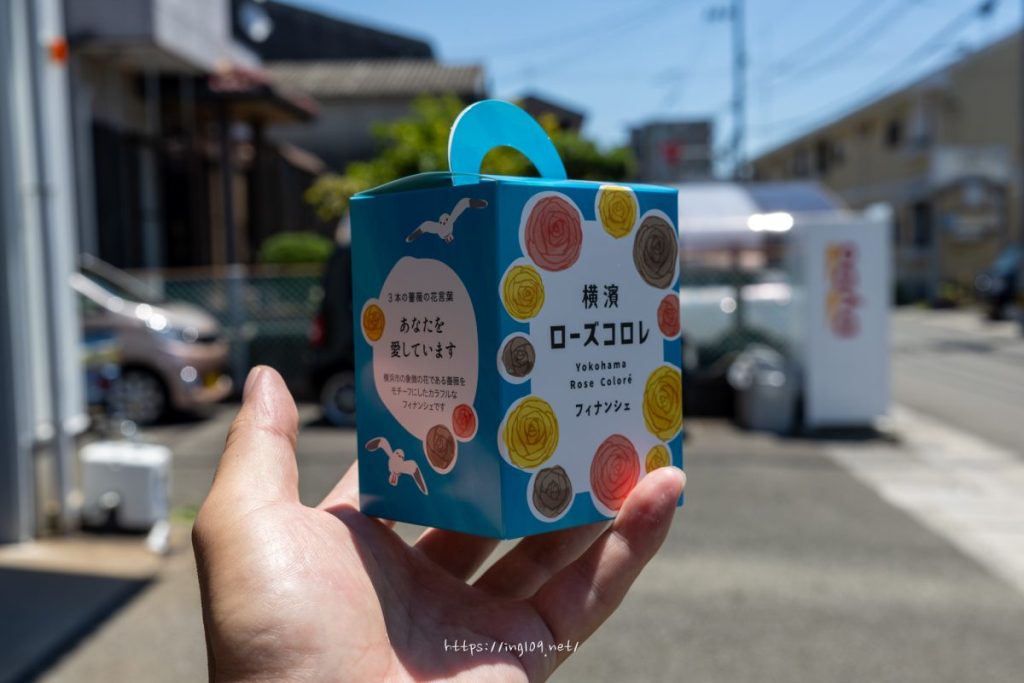 3本の薔薇の花言葉
あなたを
愛しています
横浜市の象徴の花である薔薇を
モチーフにしたカラフルな
フィナンシェです
横濱
ローズコロレ
Yokohama
Rose Coloré
フィナンシェ
https://ing109.net/